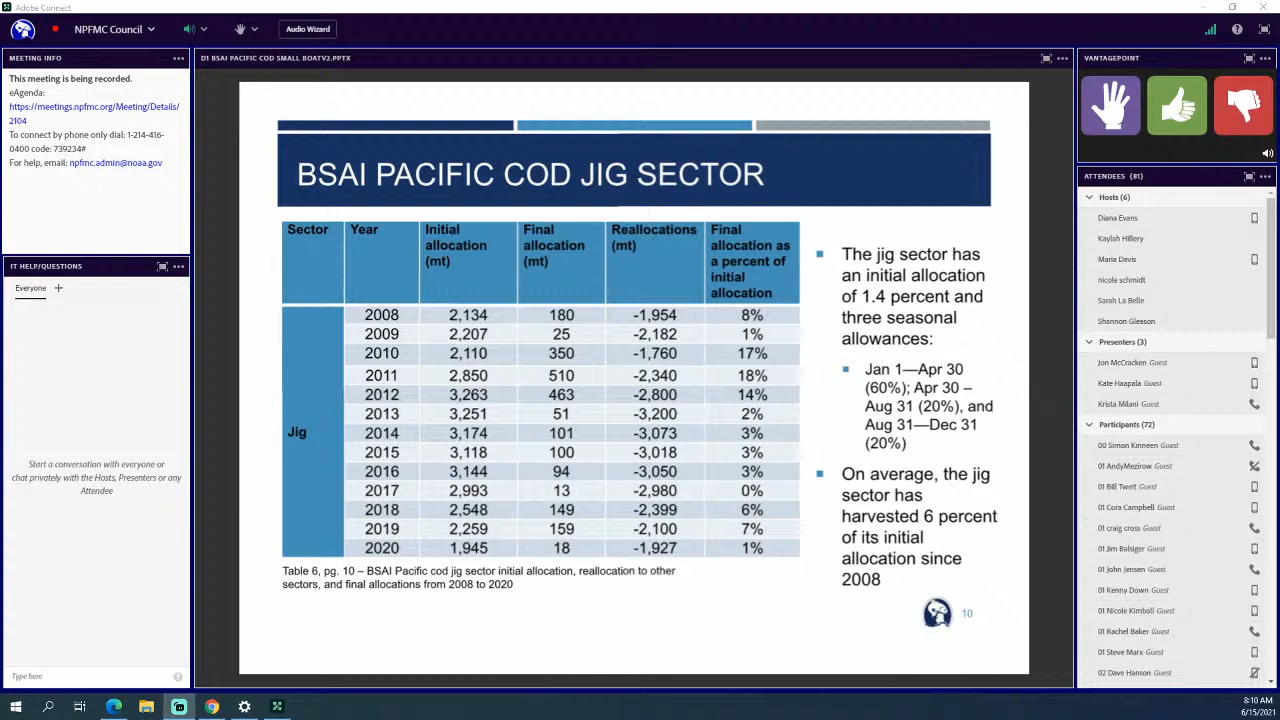 Adobe Connect
NPFMC Council
Audio Wizard
MEETING INFO
This meeting is being recorded.
eAgenda:
https://meetings.npfmc.org/Meeting/Details/
2104
To connect by phone only dial: 1-214-416-
0400 code: 739234#
For help, email: npfmc.admin@noaa.gov
IT HELP/QUESTIONS
Everyone
Start a conversation with everyone or
chat privately with the Hosts, Presenters or any
Attendee
Type here
D1 BSAI PACIFIC COD SMALL BOATV2.PPTX
BSAI PACIFIC COD JIG SECTOR
Sector Year Initial allocation (mt) Final allocation (mt) Reallocations (mt) Final allocation as a percent of initial allocation
Jig
2008 2,134 180 -1,954 8%
2009 2,207 25 -2,182 1%
2010 2,110 350 -1,760 17%
2011 2,850 510 -2,340 18%
2012 3,263 463 -2,800 14%
2013 3,251 51 -3,200 2%
2014 3,174 101 -3,073 3%
2015 3,118 100 -3,018 3%
2016 3,144 94 -3,050 3%
2017 2,993 13 -2,980 0%
2018 2,548 149 -2,399 6%
2019 2,259 159 -2,100 7%
2020 1,945 18 -1,927 1%
Table 6, pg. 10 – BSAI Pacific cod jig sector initial allocation, reallocation to other
sectors, and final allocations from 2008 to 2020
The jig sector has
an initial allocation
of 1.4 percent and
three seasonal
allowances:
Jan 1—Apr 30
(60%); Apr 30 –
Aug 31 (20%), and
Aug 31—Dec 31
(20%)
On average, the jig
sector has
harvested 6 percent
of its initial
allocation since
2008
10
VANTAGEPOINT
ATTENDEES (81)
Hosts (6)
Diana Evans
Kaylah Hillery
Maria Davis
nicole schmidt
Sarah La Belle
Shannon Gleason
Presenters (3)
Jon McCracken Guest
Kate Haapala Guest
Krista Milani Guest
Participants (72)
00 Simon Kinneen Guest
01 AndyMezirow Guest
01 Bill Tweit Guest
01 Cora Campbell Guest
01 craig cross Guest
01 Jim Balsiger Guest
01 John Jensen Guest
01 Kenny Down Guest
01 Nicole Kimball Guest
01 Rachel Baker Guest
01 Steve Marx Guest
02 Dave Hanson Guest
8:10 AM
6/15/2021